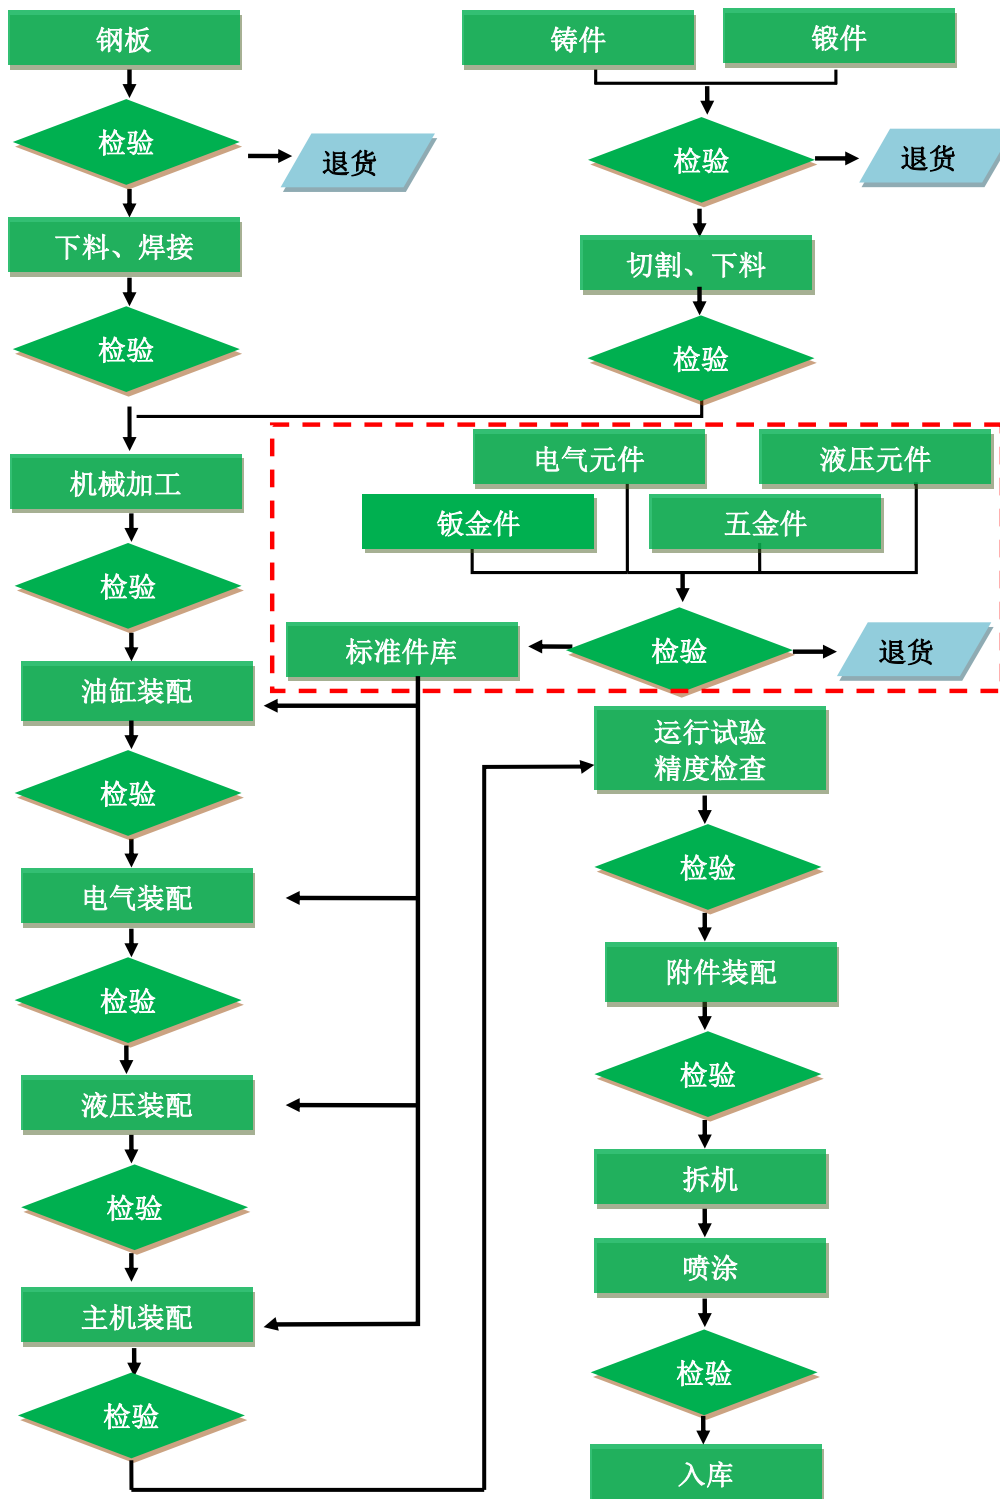 钢板
铸件
锻件
检验
退货
检验
退货
下料、焊接
切割、下料
检验
检验
电气元件
液压元件
机械加工
钣金件
五金件
检验
标准件库
检验
退货
油缸装配
运行试验
精度检查
检验
检验
电气装配
附件装配
检验
检验
液压装配
拆机
检验
喷涂
主机装配
检验
检验
入库